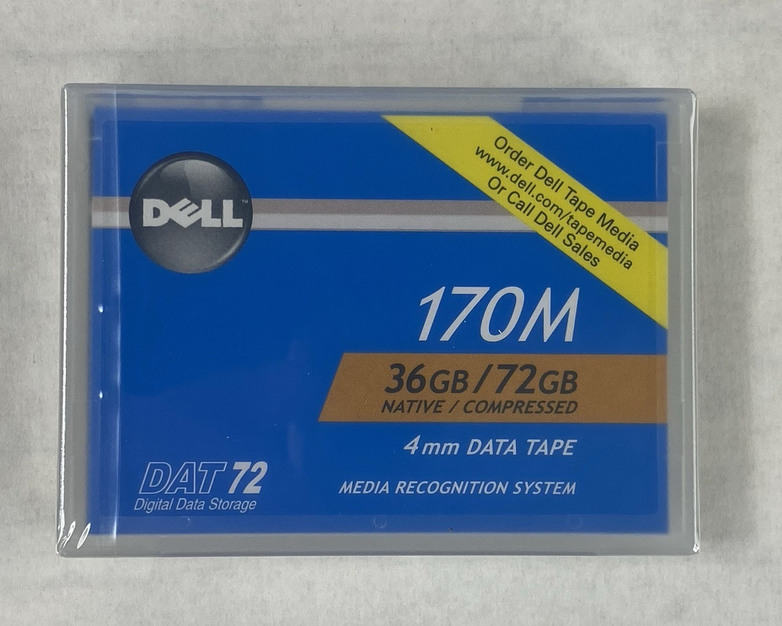 Order Dell Tape Media
www.dell.com/tapemedia
Or Call Dell Sales
DELL™
170M
36GB/72GB
NATIVE / COMPRESSED
4mm DATA TAPE
DAT 72
Digital Data Storage
MEDIA RECOGNITION SYSTEM